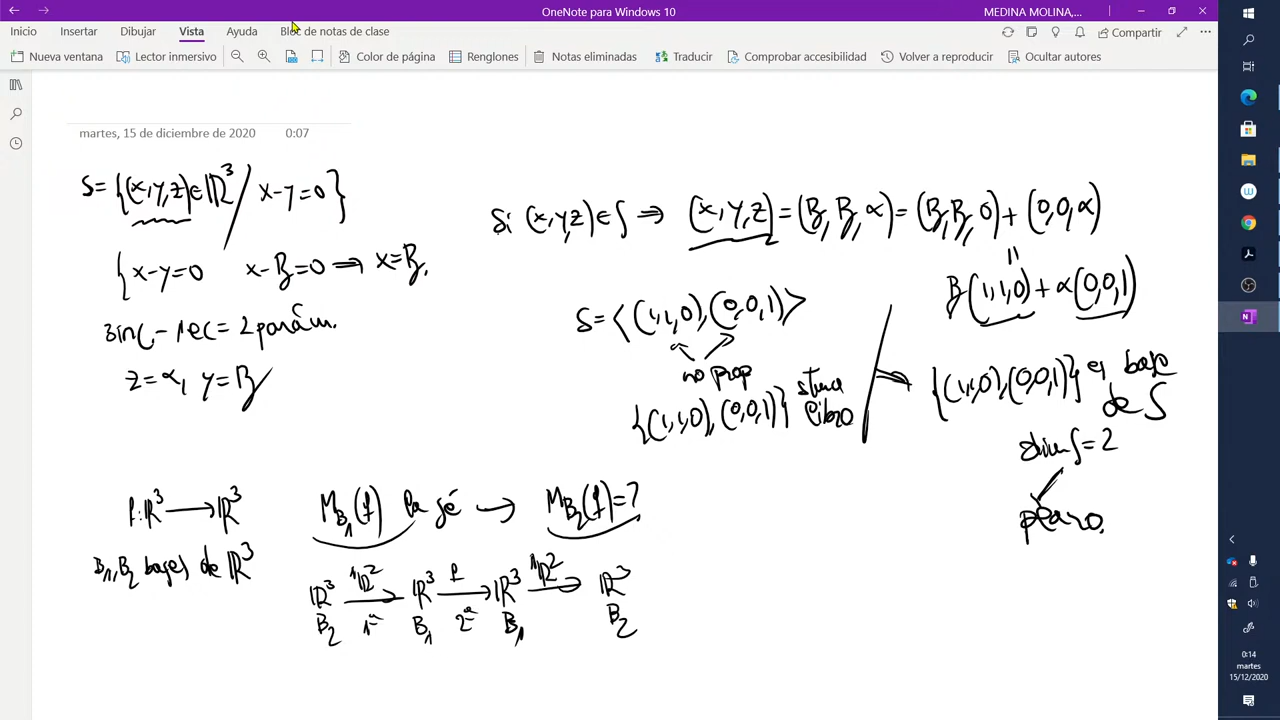 OneNote para Windows 10
MEDINA MOLINA,...
Inicio Insertar Dibujar Vista Ayuda Bloc de notas de clase
Compartir
Nueva ventana Lector inmersivo Color de página Renglones Notas eliminadas Traducir Comprobar accesibilidad Volver a reproducir Ocultar autores
martes, 15 de diciembre de 2020 0:07
S={(x,y,z)∈ℝ³/ x-y=0}
{x-y=0 x-β=0 ⇒ x=β,
3inc-1ec=2 parám.
z=α, y=β
Si (x,y,z)∈S ⇒ (x,y,z)=(β,β,α)=(β,β,0)+(0,0,α)
=
β(1,1,0)+α(0,0,1)
S=<(1,1,0),(0,0,1)>
no prop
{(1,1,0),(0,0,1)} stma libre
⇒ {(1,1,0),(0,0,1)} es base de S
dim S=2
plano.
f:ℝ³→ℝ³
B₁,B₂ bases de ℝ³
M_B₁(f) la sé → M_B₂(f)=?
ℝ³ 1ℝ² ℝ³ f ℝ³ 1ℝ² ℝ³
B₂ 1ª B₁ 2ª B₁ B₂
0:14
martes
15/12/2020